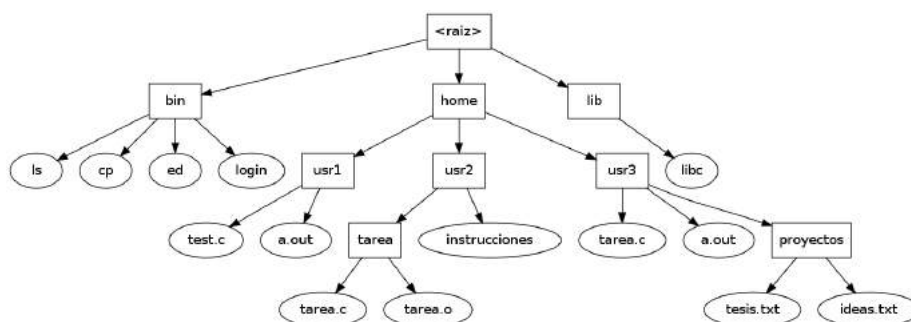 <raiz>
bin home lib
ls cp ed login usr1 usr2 usr3 libc
test.c a.out tarea instrucciones tarea.c a.out proyectos
tarea.c tarea.o tesis.txt ideas.txt